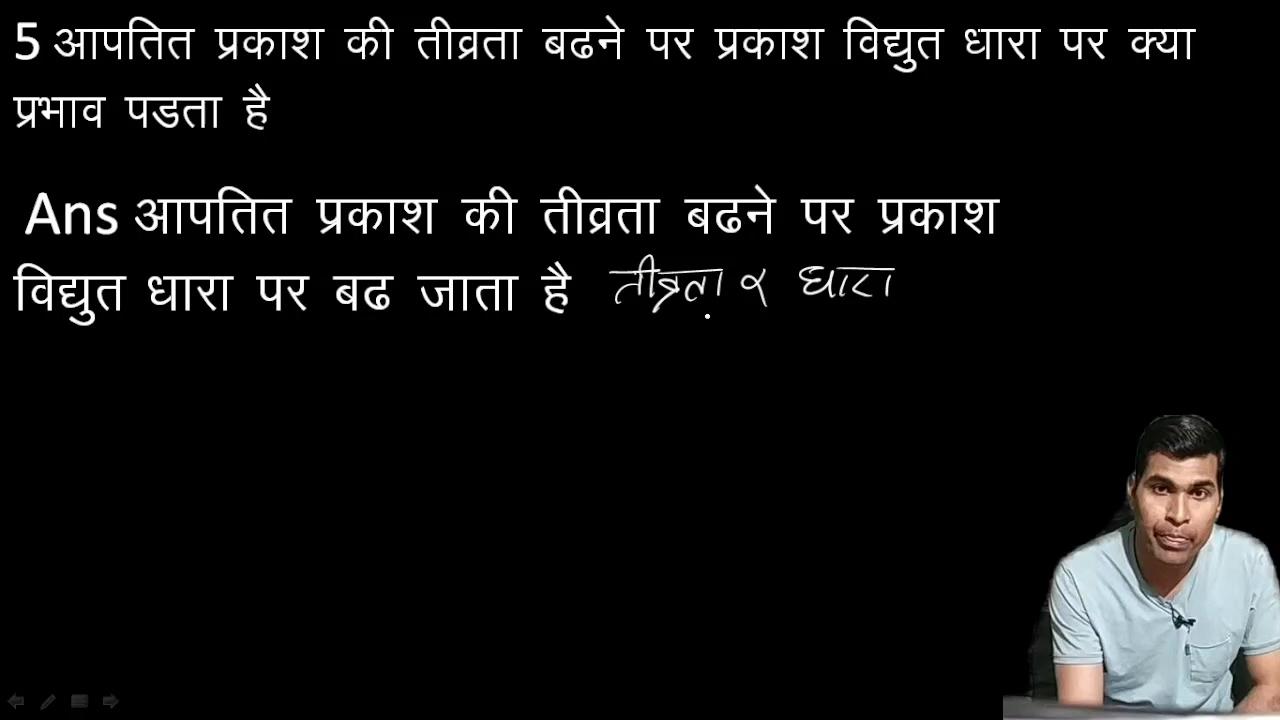 5 आपतित प्रकाश की तीव्रता बढने पर प्रकाश विद्युत धारा पर क्या
प्रभाव पडता है
Ans आपतित प्रकाश की तीव्रता बढने पर प्रकाश
विद्युत धारा पर बढ जाता है तीव्रता α धारा